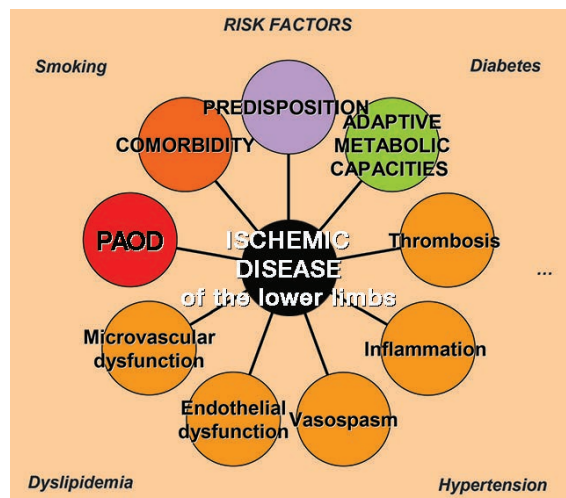 RISK FACTORS
Smoking
Diabetes
PREDISPOSITION
COMORBIDITY
ADAPTIVE
METABOLIC
CAPACITIES
PAOD
ISCHEMIC
DISEASE
of the lower limbs
Thrombosis
...
Microvascular
dysfunction
Inflammation
Endothelial
dysfunction
Vasospasm
Dyslipidemia
Hypertension